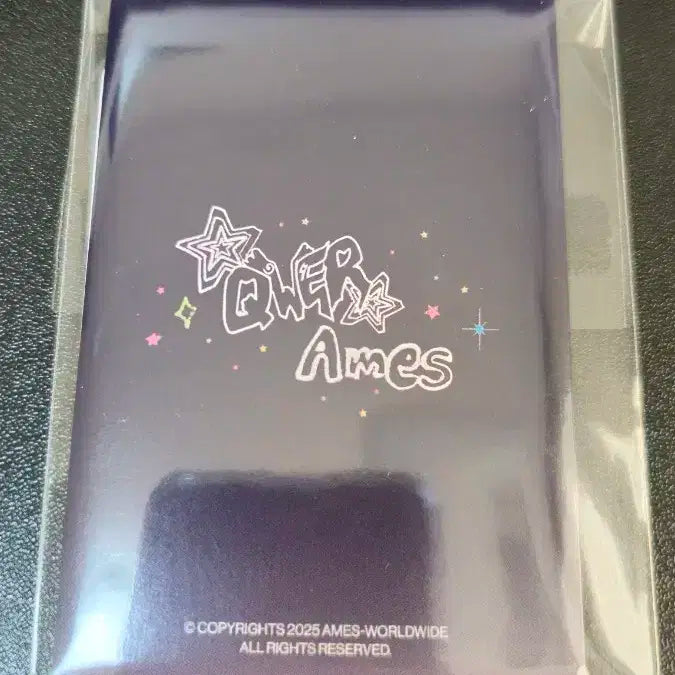 QWER
Ames
© COPYRIGHTS 2025 AMES-WORLDWIDE
ALL RIGHTS RESERVED.